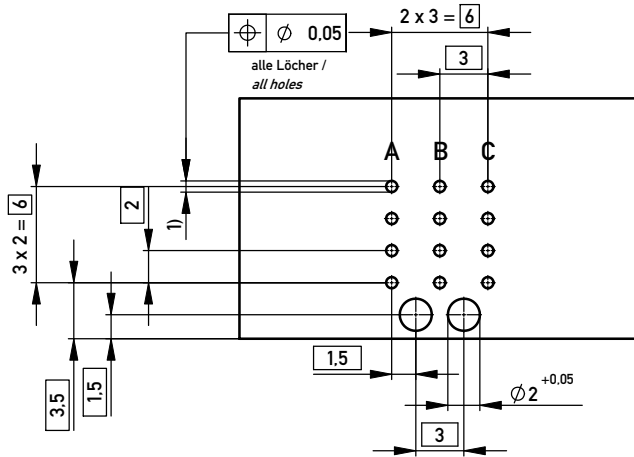 2 x 3 = 6
⌖ ∅ 0,05
alle Löcher /
all holes
3
A B C
3 x 2 = 6
2
1)
3,5
1,5
1,5
∅2 +0,05
3